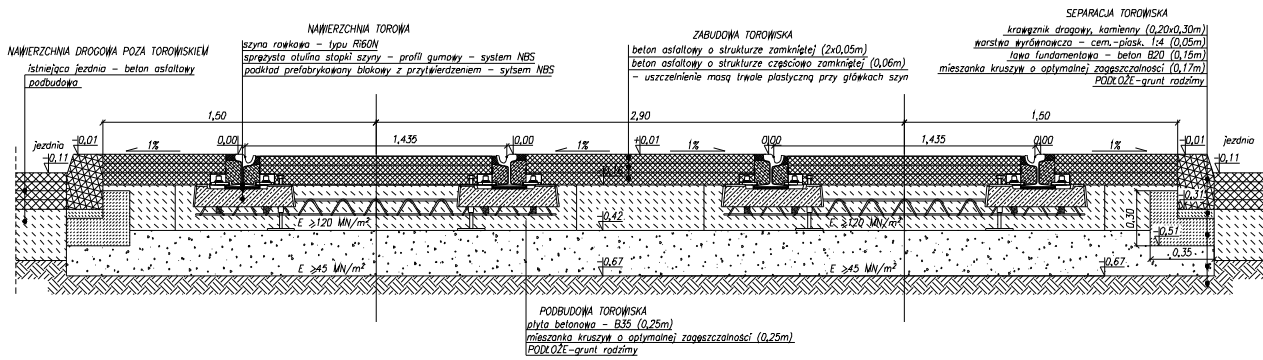 NAWIERZCHNIA DROGOWA POZA TOROWISKIEM
istniejąca jezdnia – beton asfaltowy
podbudowa
NAWIERZCHNIA TOROWA
szyna rowkowa – typu Ri60N
sprężysta otulina stopki szyny – profil gumowy – system NBS
podkład prefabrykowany blokowy z przytwierdzeniem – sytsem NBS
ZABUDOWA TOROWISKA
beton asfaltowy o strukturze zamkniętej (2x0,05m)
beton asfaltowy o strukturze częściowo zamkniętej (0,06m)
– uszczelnienie masą trwale plastyczną przy główkach szyn
SEPARACJA TOROWISKA
krawężnik drogowy, kamienny (0,20x0,30m)
warstwa wyrównawcza – cem.–piask. 1:4 (0,05m)
ława fundamentowa – beton B20 (0,15m)
mieszanka kruszyw o optymalnej zagęszczalności (0,17m)
PODŁOŻE–grunt rodzimy
1,50 2,90 1,50
jezdnia -0,11 -0,01 1% 0,00 1,435 0,00 1% +0,01 1% 0,00 1,435 0,00 1% -0,01 jezdnia -0,11
-0,31
E ≥120 MN/m² -0,42 E ≥120 MN/m² 0,30 -0,51
0,35
E ≥45 MN/m² -0,67 E ≥45 MN/m² -0,67
PODBUDOWA TOROWISKA
płyta betonowa – B35 (0,25m)
mieszanka kruszyw o optymalnej zagęszczalności (0,25m)
PODŁOŻE–grunt rodzimy